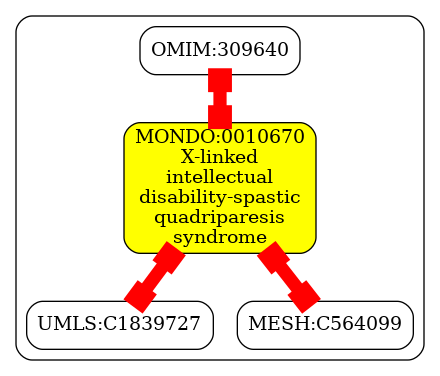 OMIM:309640
MONDO:0010670
X-linked
intellectual
disability-spastic
quadriparesis
syndrome
UMLS:C1839727
MESH:C564099